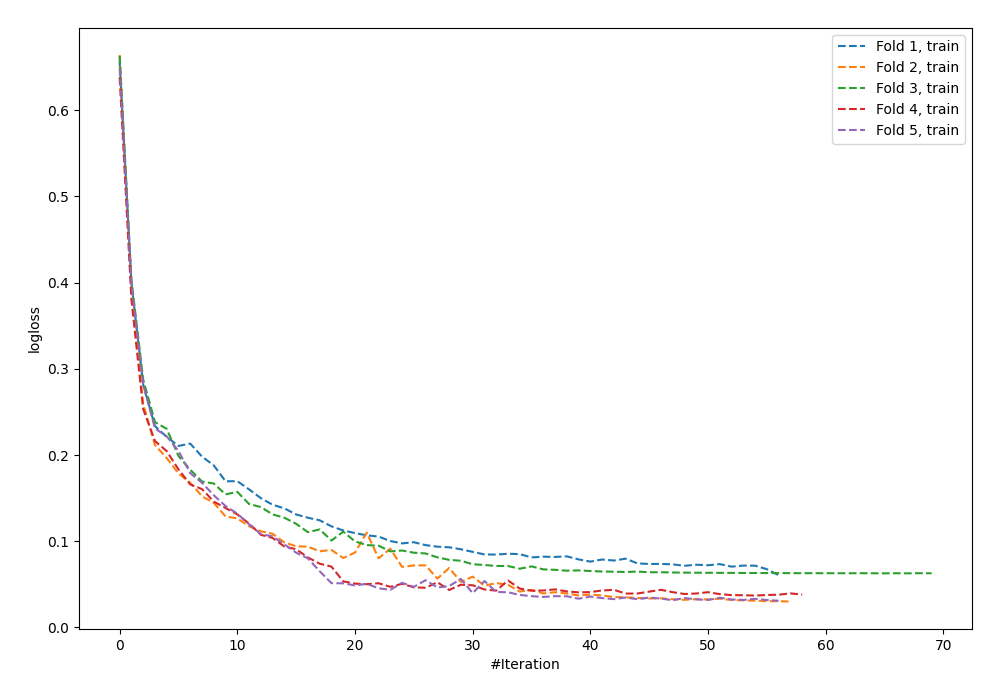 Fold 1, train
Fold 2, train
Fold 3, train
Fold 4, train
Fold 5, train
logloss
0.6
0.5
0.4
0.3
0.2
0.1
0.0
0
10
20
30
40
50
60
70
#Iteration